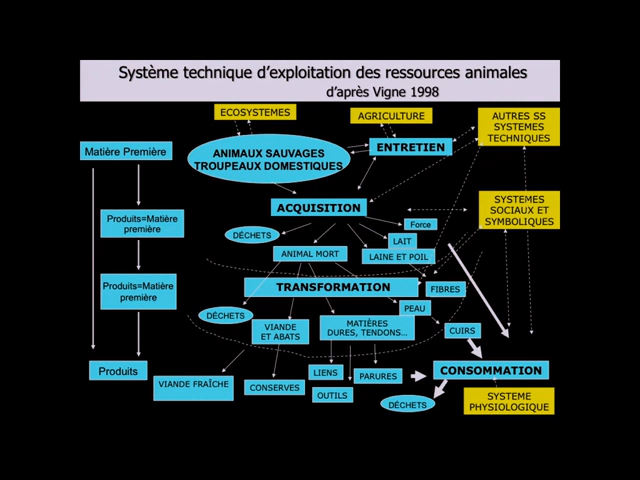 Système technique d'exploitation des ressources animales
d'après Vigne 1998
ECOSYSTEMES
AGRICULTURE
AUTRES SS
SYSTEMES
TECHNIQUES
Matière Première
ANIMAUX SAUVAGES
TROUPEAUX DOMESTIQUES
ENTRETIEN
SYSTEMES
SOCIAUX ET
SYMBOLIQUES
ACQUISITION
Produits=Matière
première
DÉCHETS
Force
LAIT
ANIMAL MORT
LAINE ET POIL
Produits=Matière
première
TRANSFORMATION
FIBRES
DÉCHETS
PEAU
VIANDE
ET ABATS
MATIÈRES
DURES, TENDONS...
CUIRS
Produits
VIANDE FRAÎCHE
CONSERVES
LIENS
OUTILS
PARURES
CONSOMMATION
DÉCHETS
SYSTEME
PHYSIOLOGIQUE